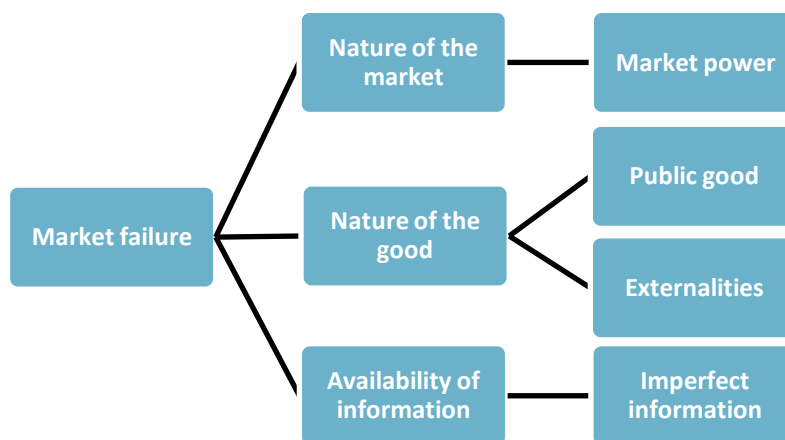 Nature of the
market
Market power
Public good
Market failure
Nature of the
good
Externalities
Availability of
information
Imperfect
information